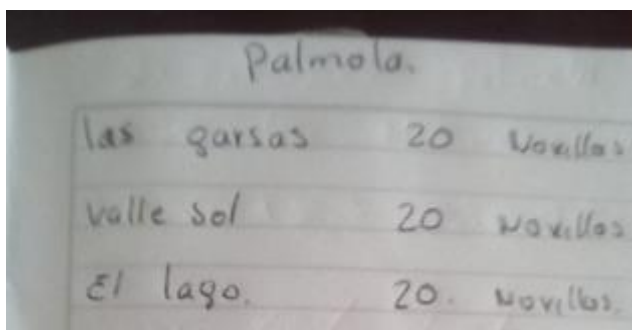 Palmola.
las garsas 20 Novillos
valle sol 20 Novillos
El lago. 20. Novillos.